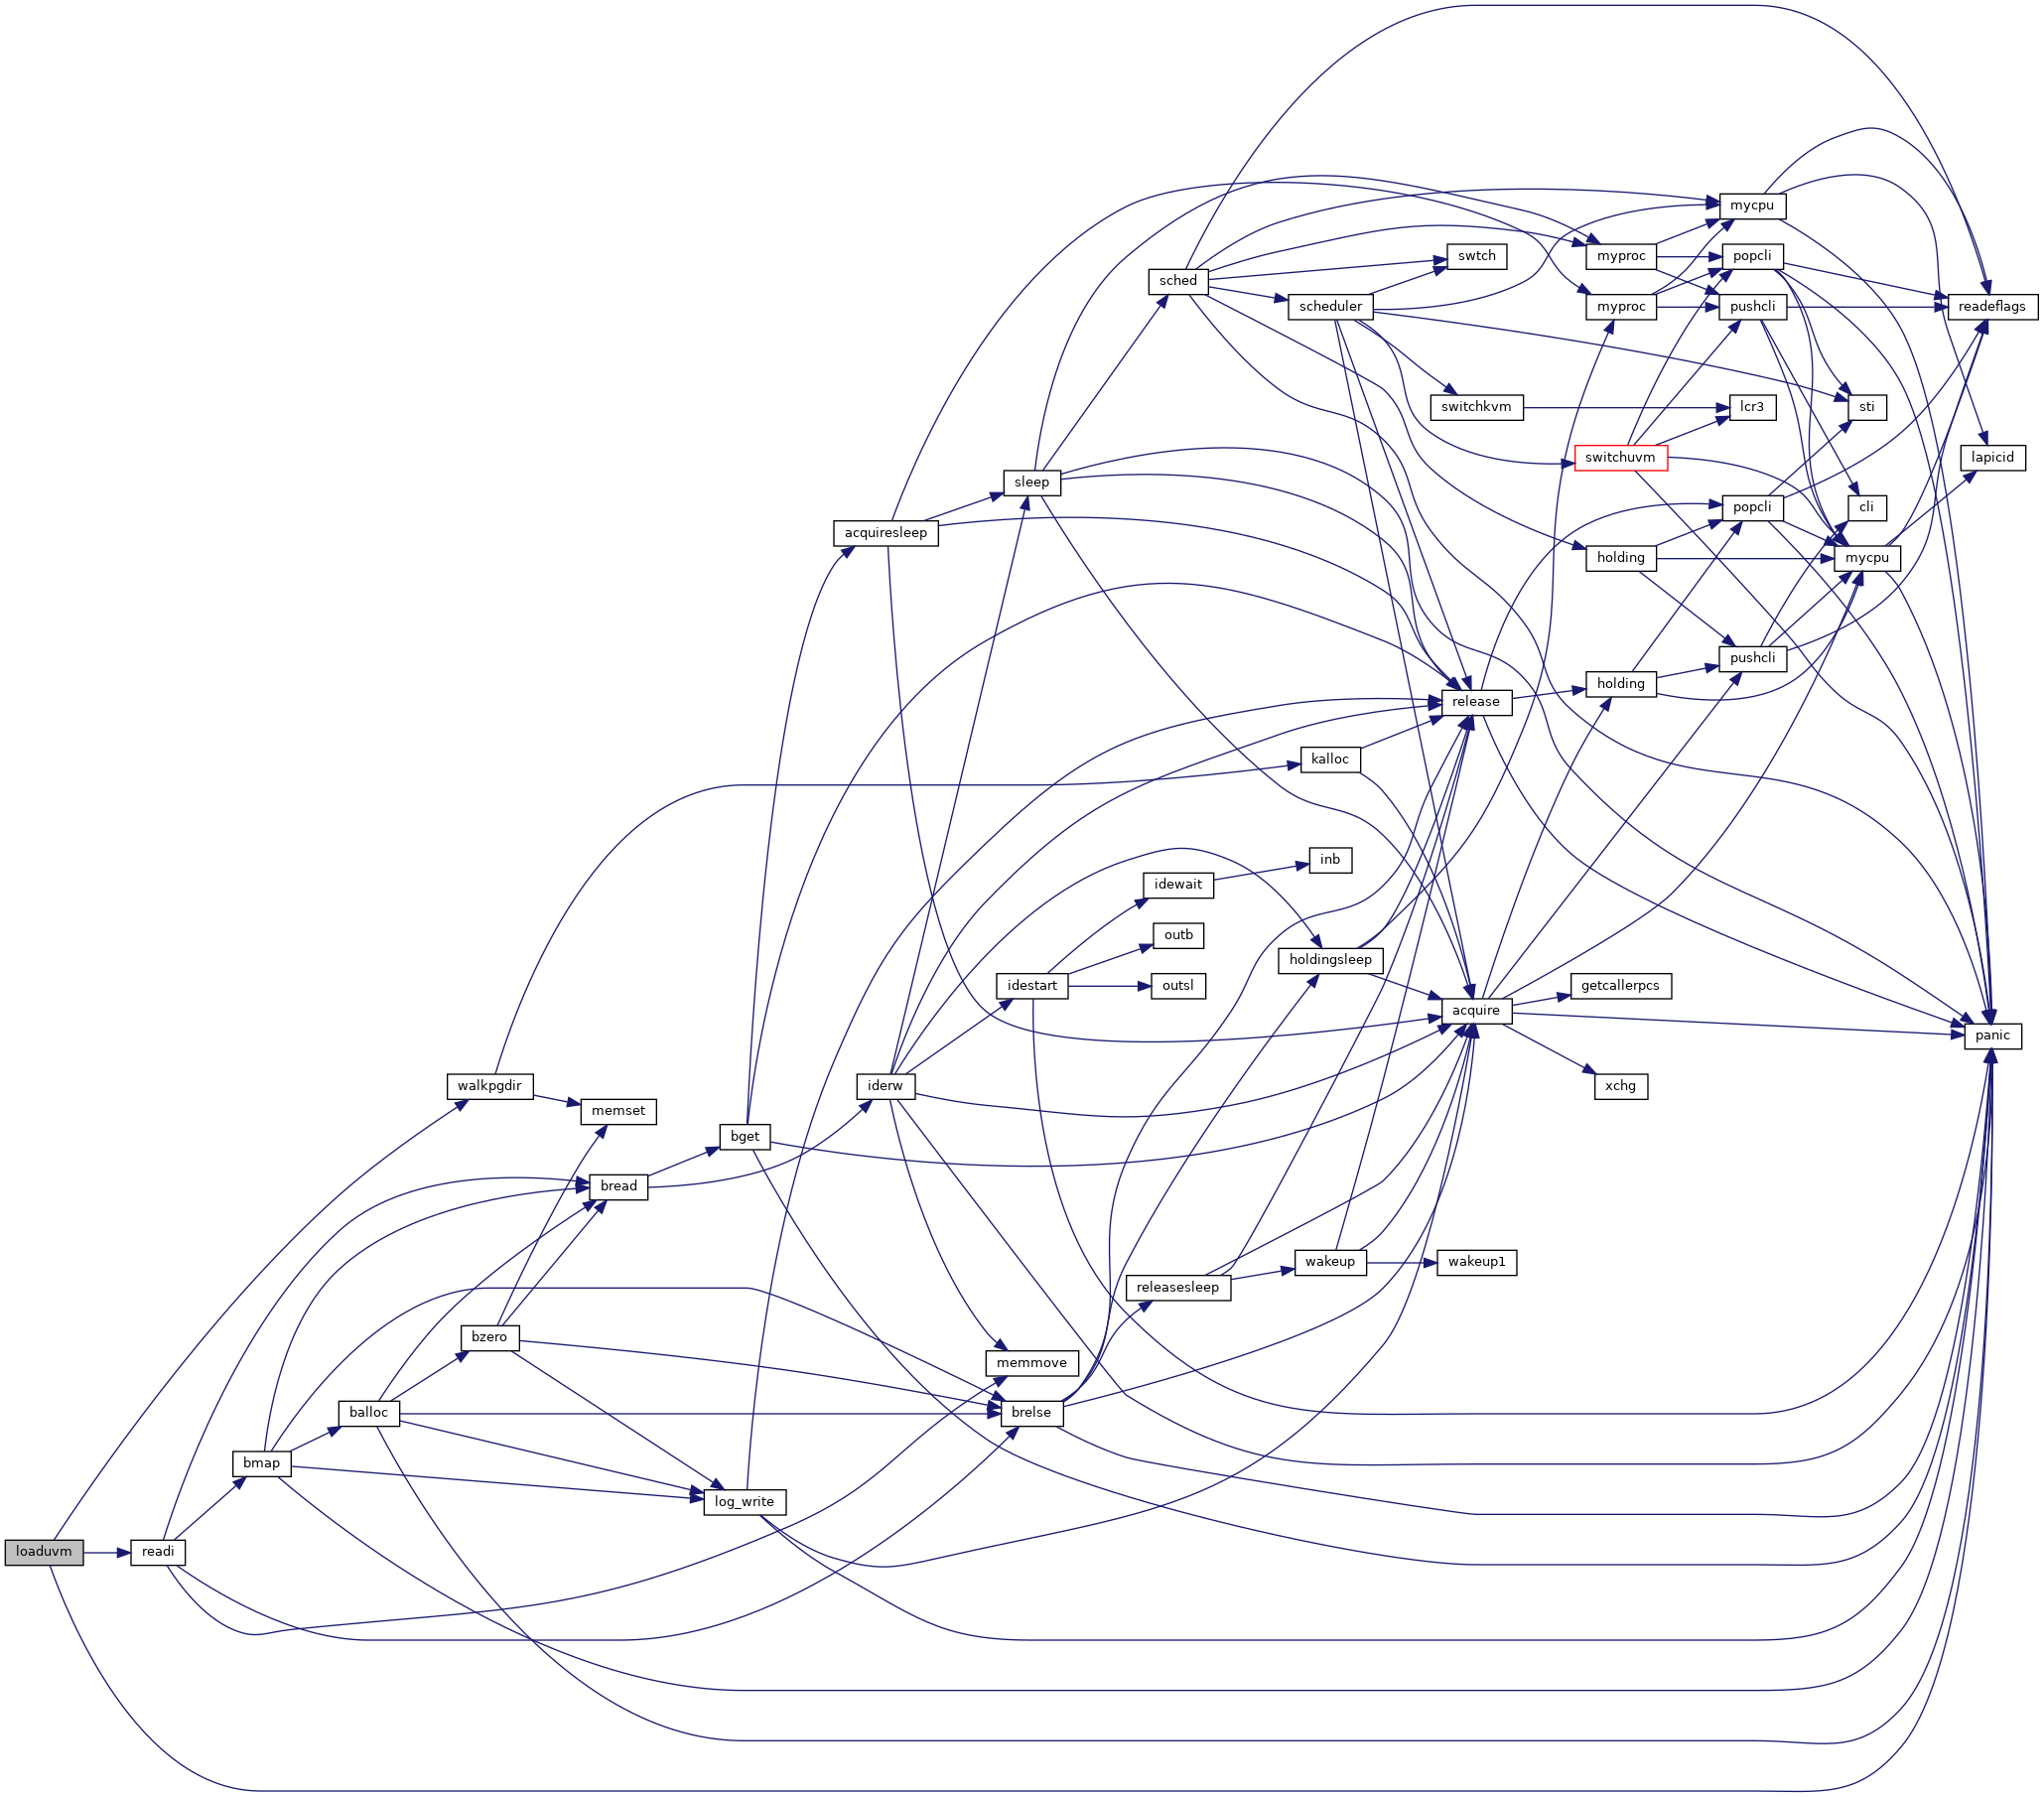 mycpu
swtch
myproc
popcli
sched
scheduler
myproc
pushcli
readeflags
switchkvm
lcr3
sti
switchuvm
lapicid
sleep
popcli
cli
acquiresleep
holding
mycpu
pushcli
holding
release
kalloc
inb
idewait
outb
holdingsleep
idestart
outsl
getcallerpcs
acquire
panic
walkpgdir
iderw
xchg
memset
bget
bread
wakeup
wakeup1
releasesleep
bzero
memmove
balloc
brelse
bmap
log_write
loaduvm
readi